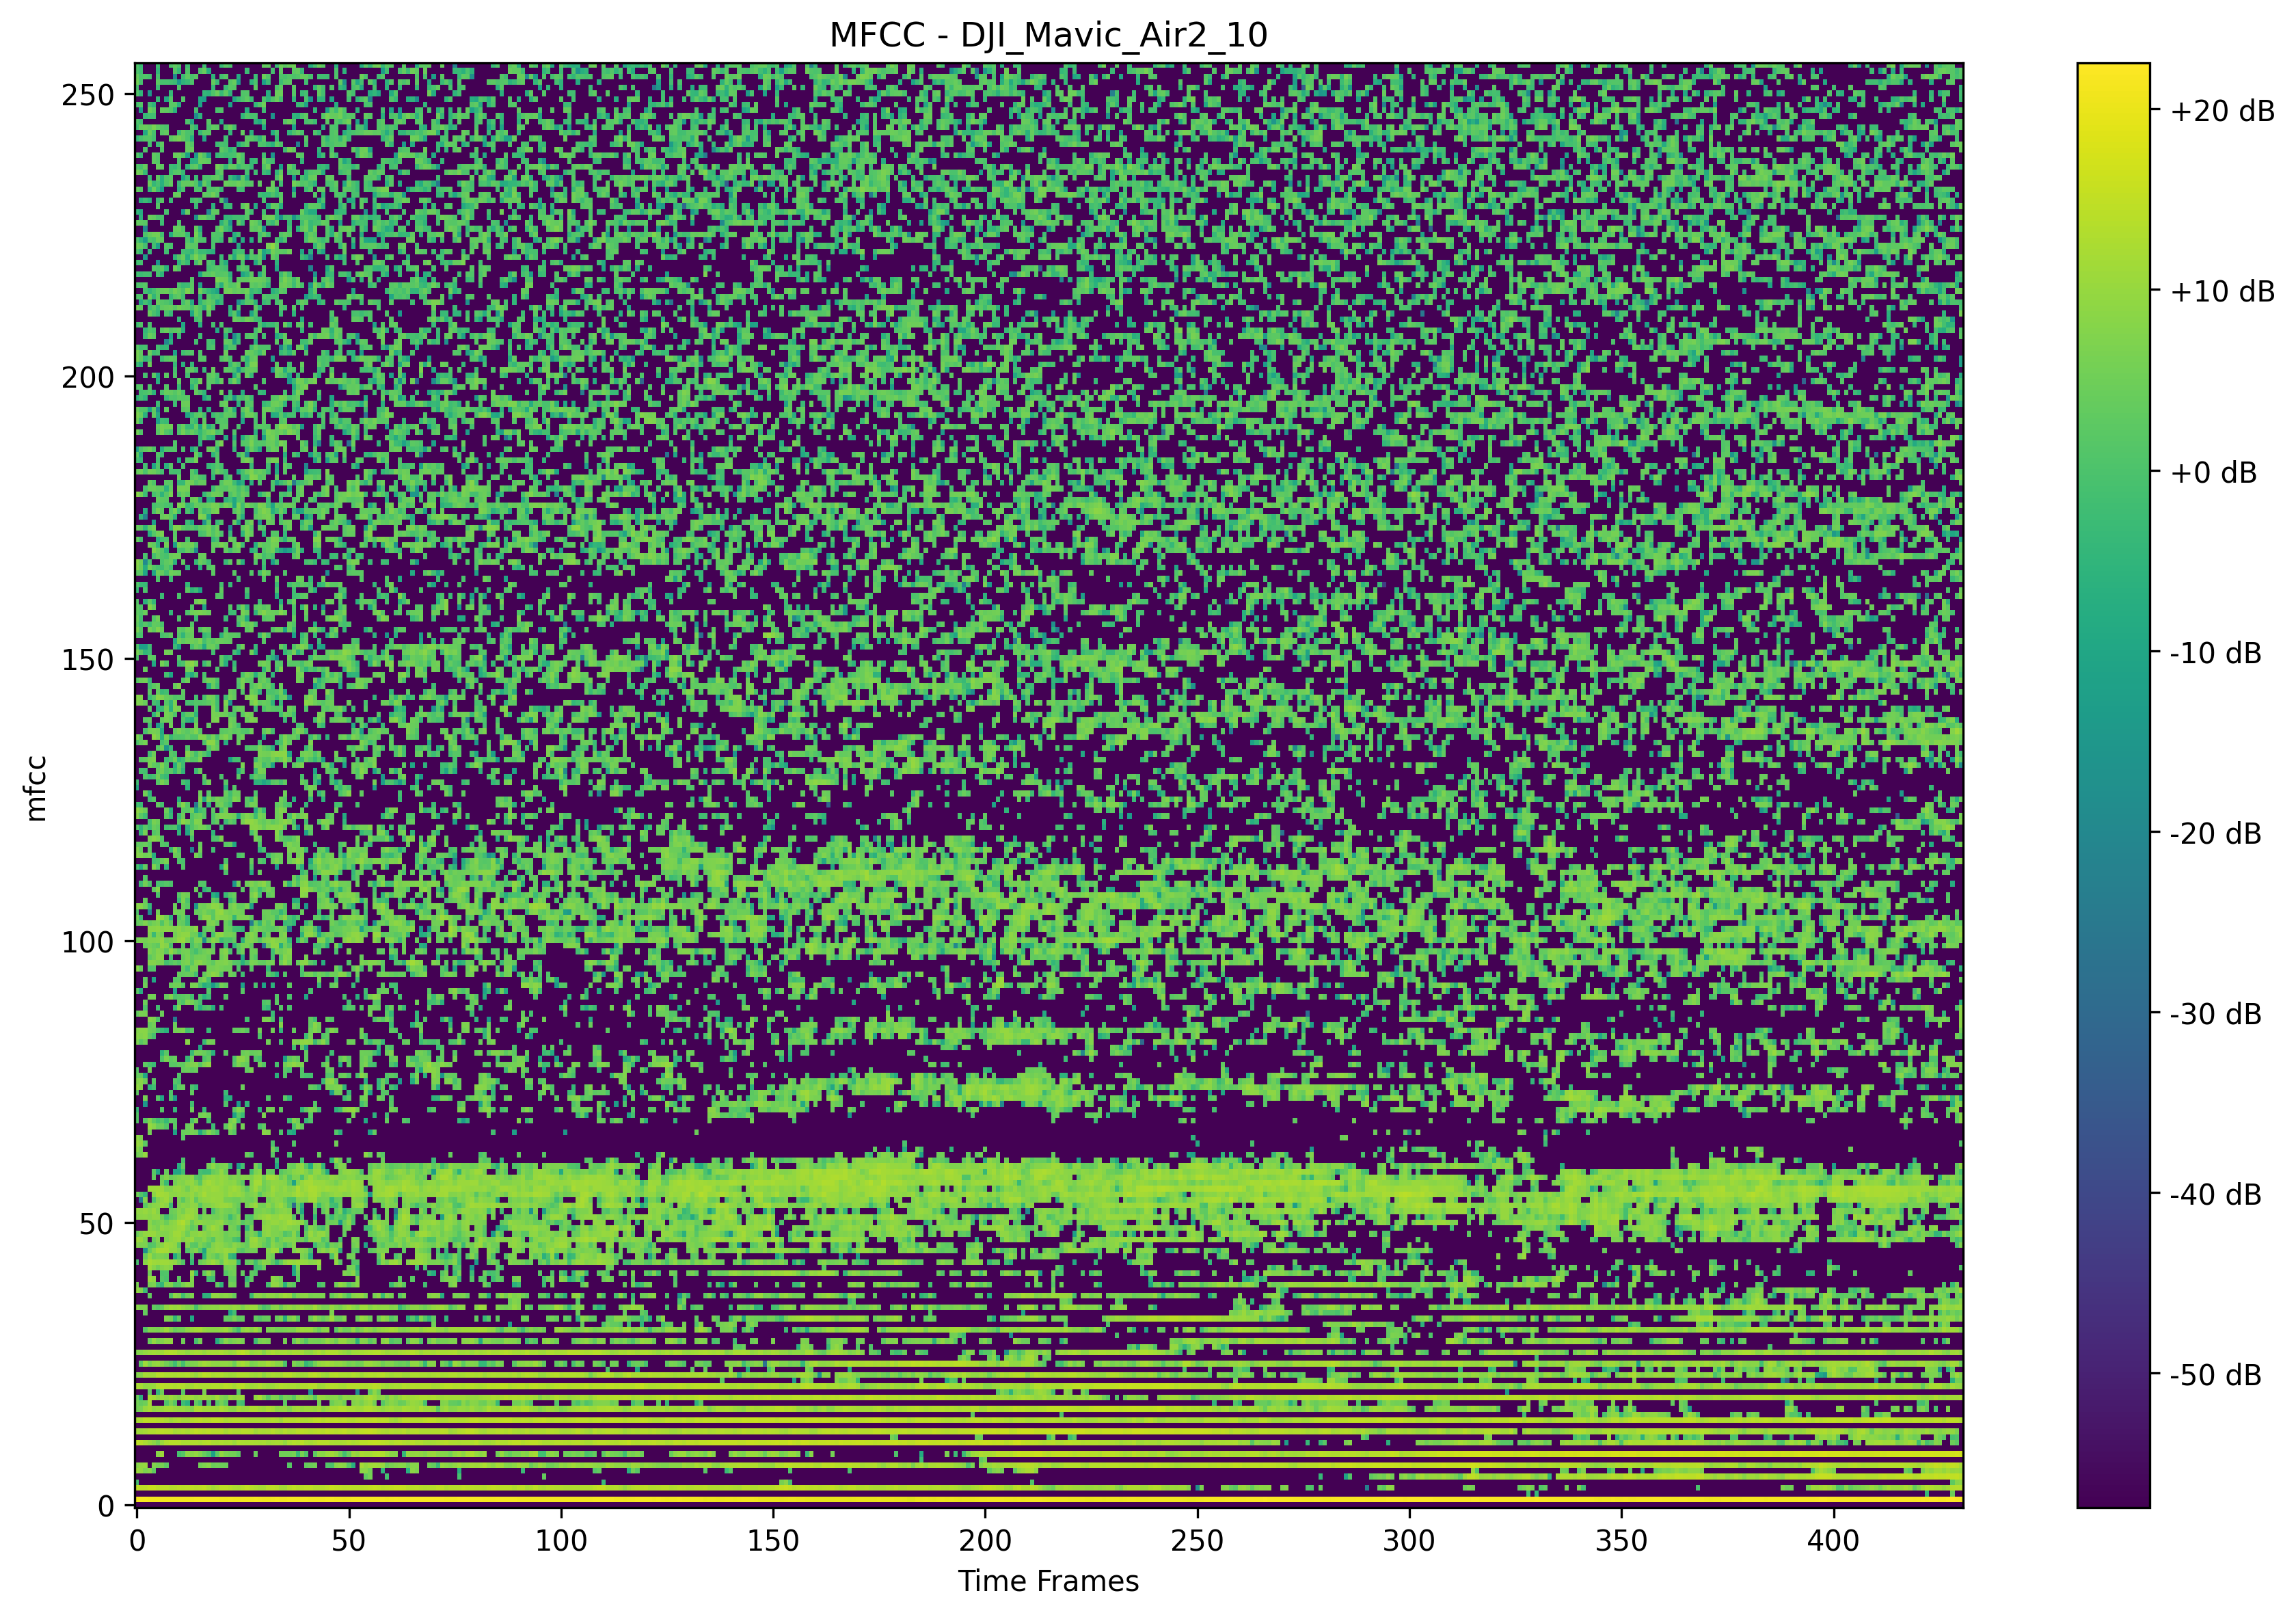 MFCC - DJI_Mavic_Air2_10
250
200
150
100
50
0
mfcc
0 50 100 150 200 250 300 350 400
Time Frames
+20 dB
+10 dB
+0 dB
-10 dB
-20 dB
-30 dB
-40 dB
-50 dB